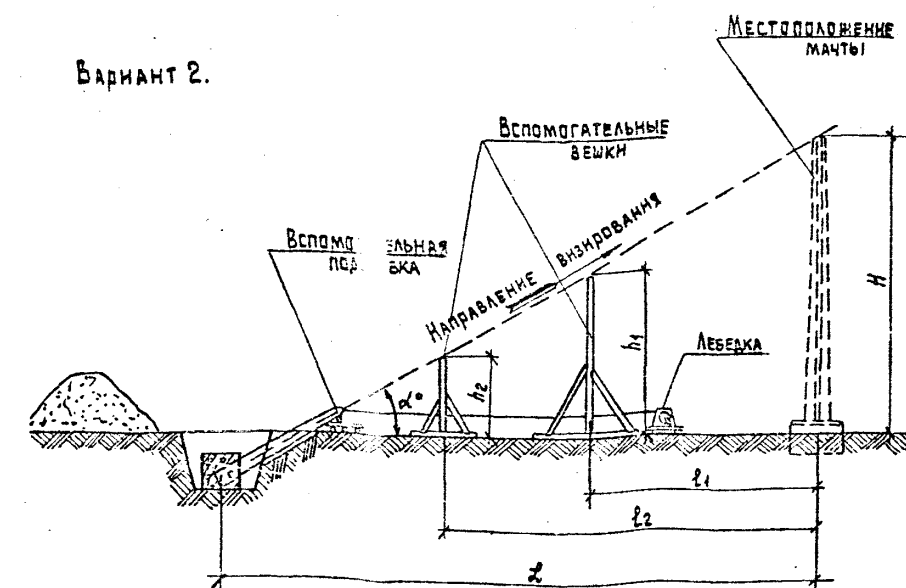 Вариант 2.
Местоположение
мачты
Вспомогательные
вешки
Направление визирования
Лебедка
h₂
h₁
H
α°
l₁
l₂
L